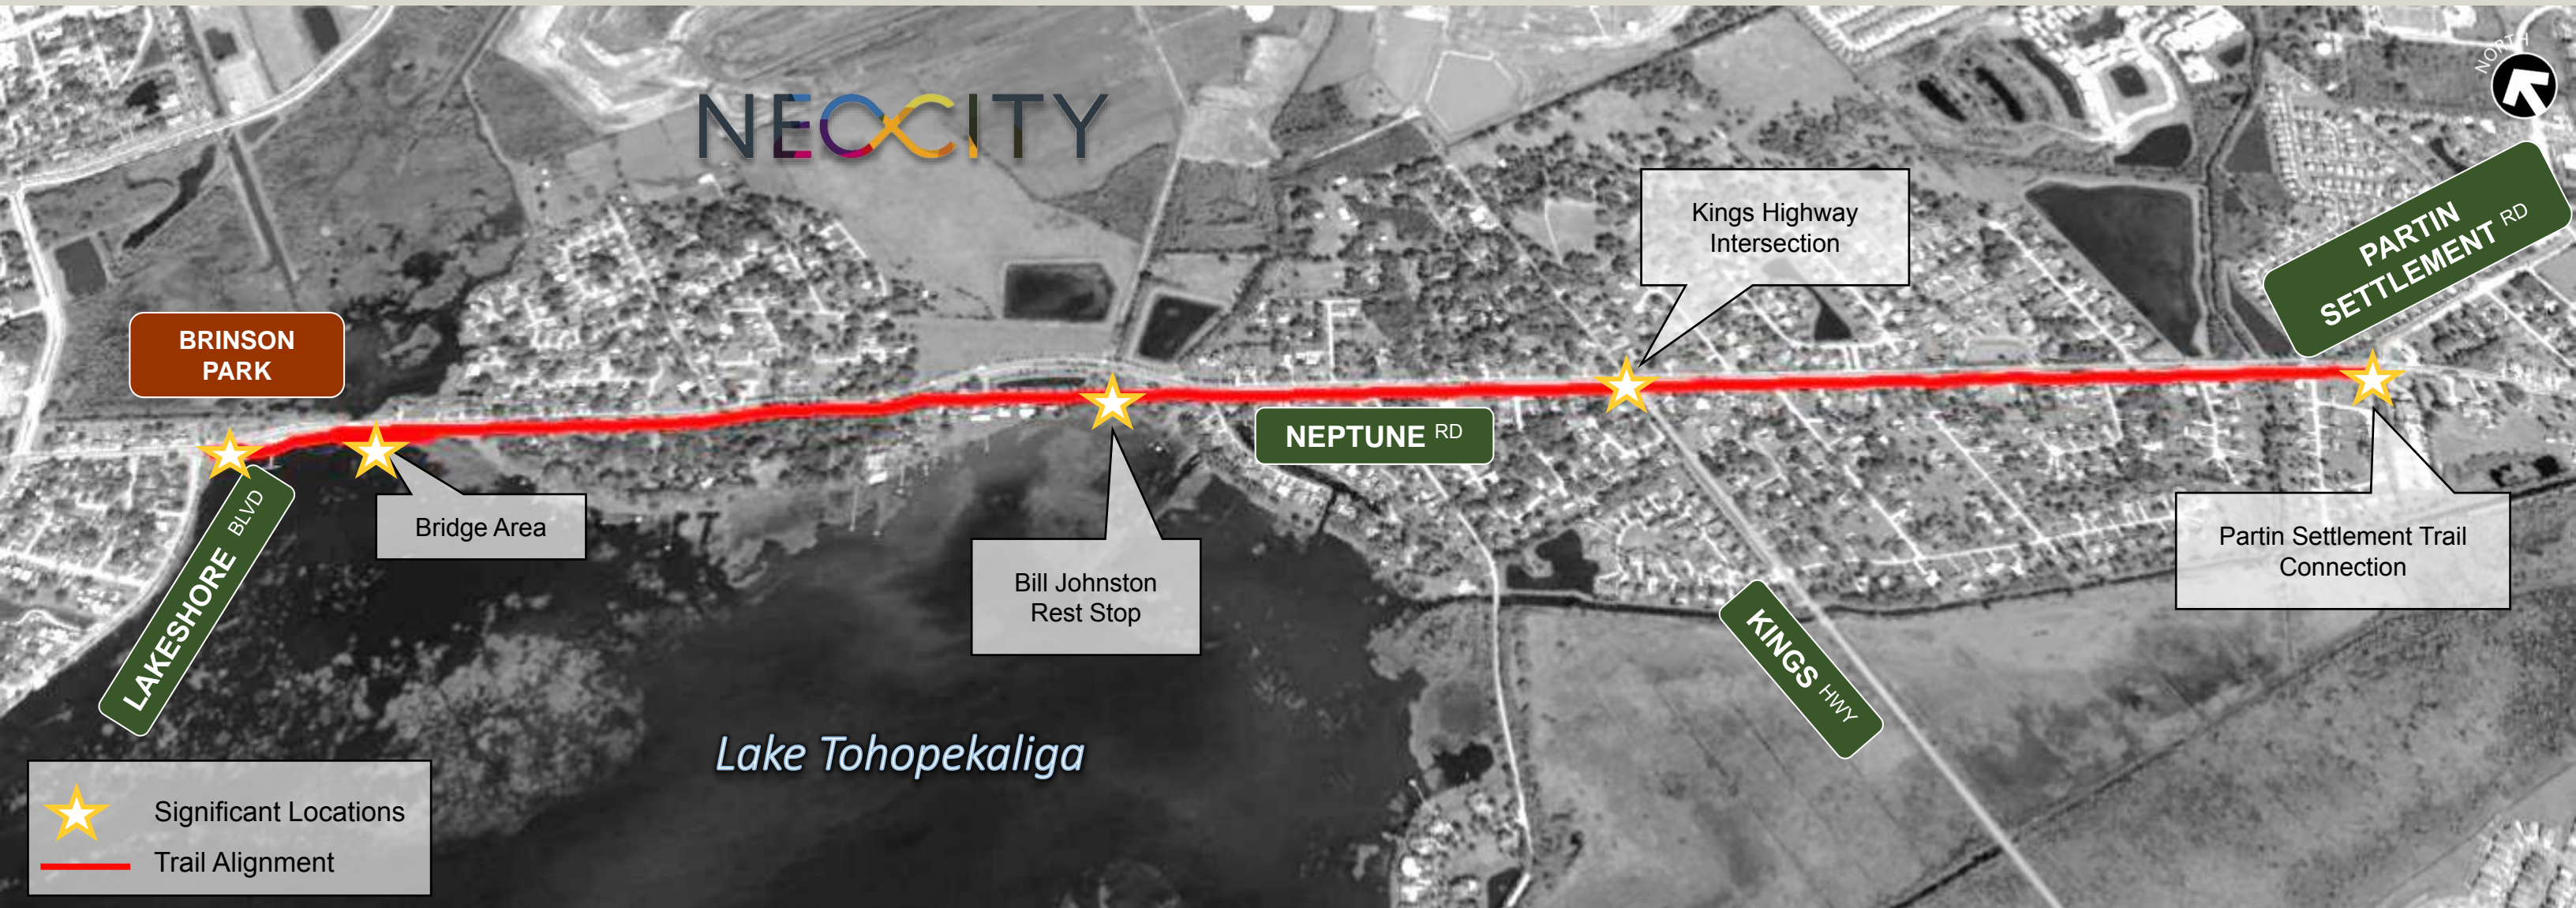 NORTH
NEOCITY
Kings Highway
Intersection
PARTIN
SETTLEMENT RD
BRINSON
PARK
NEPTUNE RD
LAKESHORE BLVD
Bridge Area
Bill Johnston
Rest Stop
Partin Settlement Trail
Connection
KINGS HWY
Lake Tohopekaliga
Significant Locations
Trail Alignment